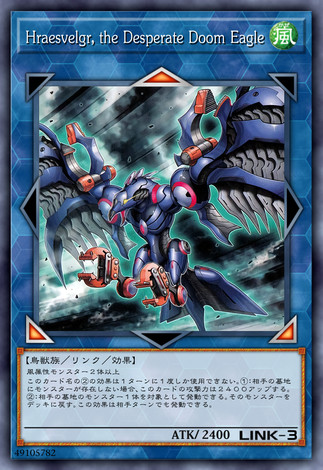 Hraesvelgr, the Desperate Doom Eagle
風
【鳥獣族/リンク/効果】
風属性モンスター2体以上
このカード名の②の効果は1ターンに1度しか使用できない。①:相手の墓地
にモンスターが存在しない場合、このカードの攻撃力は2400アップする。
②:相手の墓地のモンスター1体を対象として発動できる。そのモンスターを
デッキに戻す。この効果は相手ターンでも発動できる。
ATK/ 2400 LINK-3
49105782